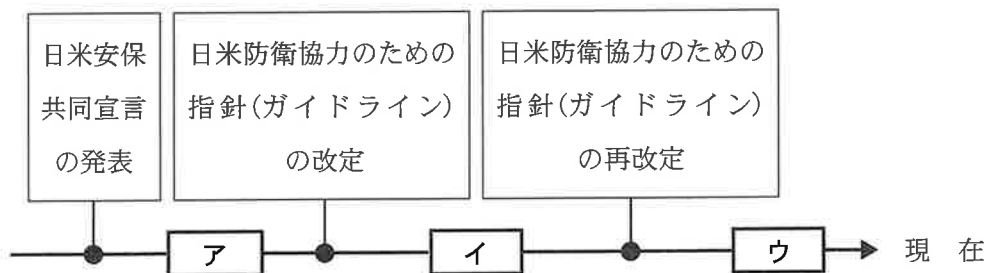 日米安保
共同宣言
の発表
日米防衛協力のための
指針(ガイドライン)
の改定
日米防衛協力のための
指針(ガイドライン)
の再改定
ア
イ
ウ
現 在